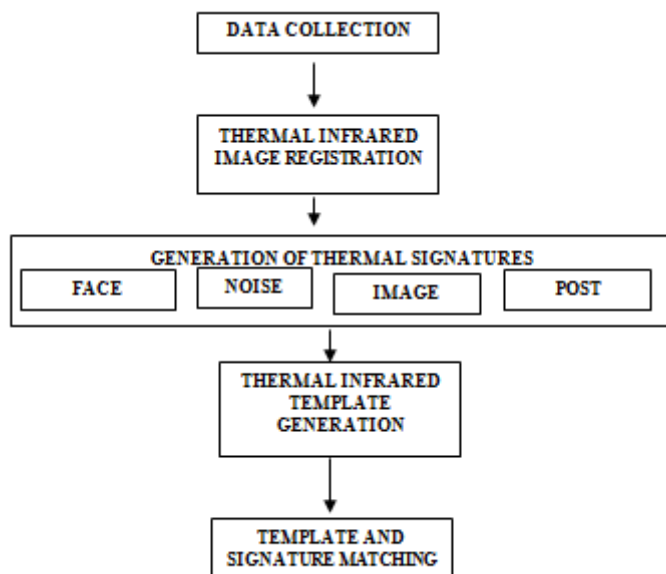 DATA COLLECTION
THERMAL INFRARED
IMAGE REGISTRATION
GENERATION OF THERMAL SIGNATURES
FACE
NOISE
IMAGE
POST
THERMAL INFRARED
TEMPLATE
GENERATION
TEMPLATE AND
SIGNATURE MATCHING